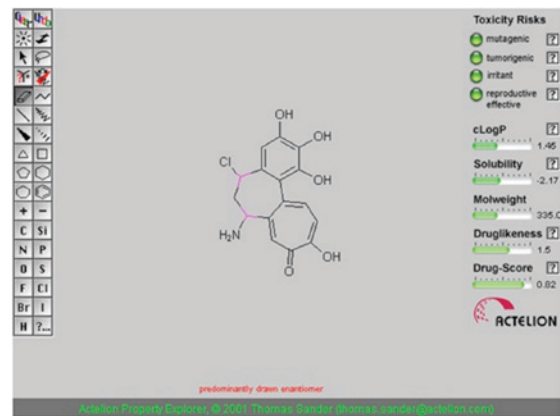 Toxicity Risks
mutagenic ?
tumorigenic ?
irritant ?
reproductive effective ?
cLogP ?
1.45
Solubility ?
-2.17
Molweight
335.0
Druglikeness ?
1.5
Drug-Score ?
0.82
ACTELION
OH
OH
Cl
OH
H₂N
OH
O
+ −
C Si
N P
O S
F Cl
Br I
H ?...
predominantly drawn enantiomer
Actelion Property Explorer, © 2001 Thomas Sander (thomas.sander@actelion.com)